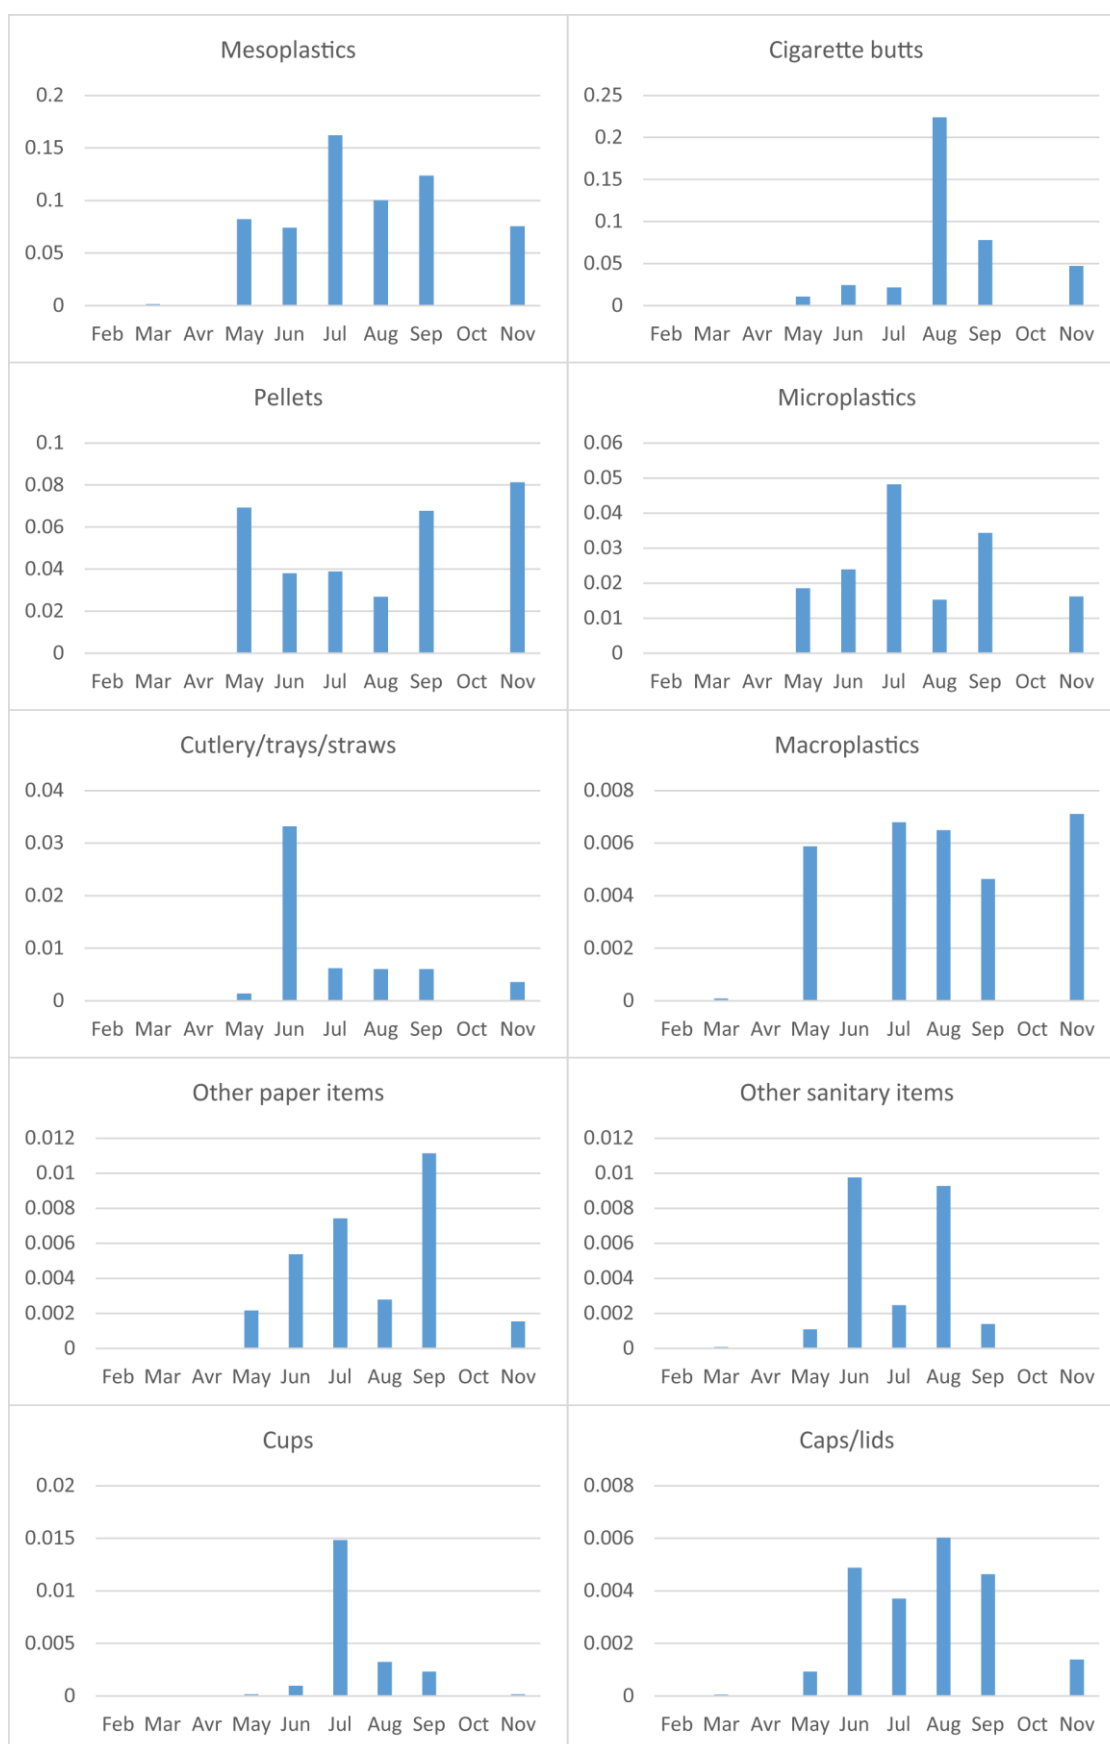 Mesoplastics
0.2
0.15
0.1
0.05
0
Feb Mar Avr May Jun Jul Aug Sep Oct Nov
Cigarette butts
0.25
0.2
0.15
0.1
0.05
0
Feb Mar Avr May Jun Jul Aug Sep Oct Nov
Pellets
0.1
0.08
0.06
0.04
0.02
0
Feb Mar Avr May Jun Jul Aug Sep Oct Nov
Microplastics
0.06
0.05
0.04
0.03
0.02
0.01
0
Feb Mar Avr May Jun Jul Aug Sep Oct Nov
Cutlery/trays/straws
0.04
0.03
0.02
0.01
0
Feb Mar Avr May Jun Jul Aug Sep Oct Nov
Macroplastics
0.008
0.006
0.004
0.002
0
Feb Mar Avr May Jun Jul Aug Sep Oct Nov
Other paper items
0.012
0.01
0.008
0.006
0.004
0.002
0
Feb Mar Avr May Jun Jul Aug Sep Oct Nov
Other sanitary items
0.012
0.01
0.008
0.006
0.004
0.002
0
Feb Mar Avr May Jun Jul Aug Sep Oct Nov
Cups
0.02
0.015
0.01
0.005
0
Feb Mar Avr May Jun Jul Aug Sep Oct Nov
Caps/lids
0.008
0.006
0.004
0.002
0
Feb Mar Avr May Jun Jul Aug Sep Oct Nov